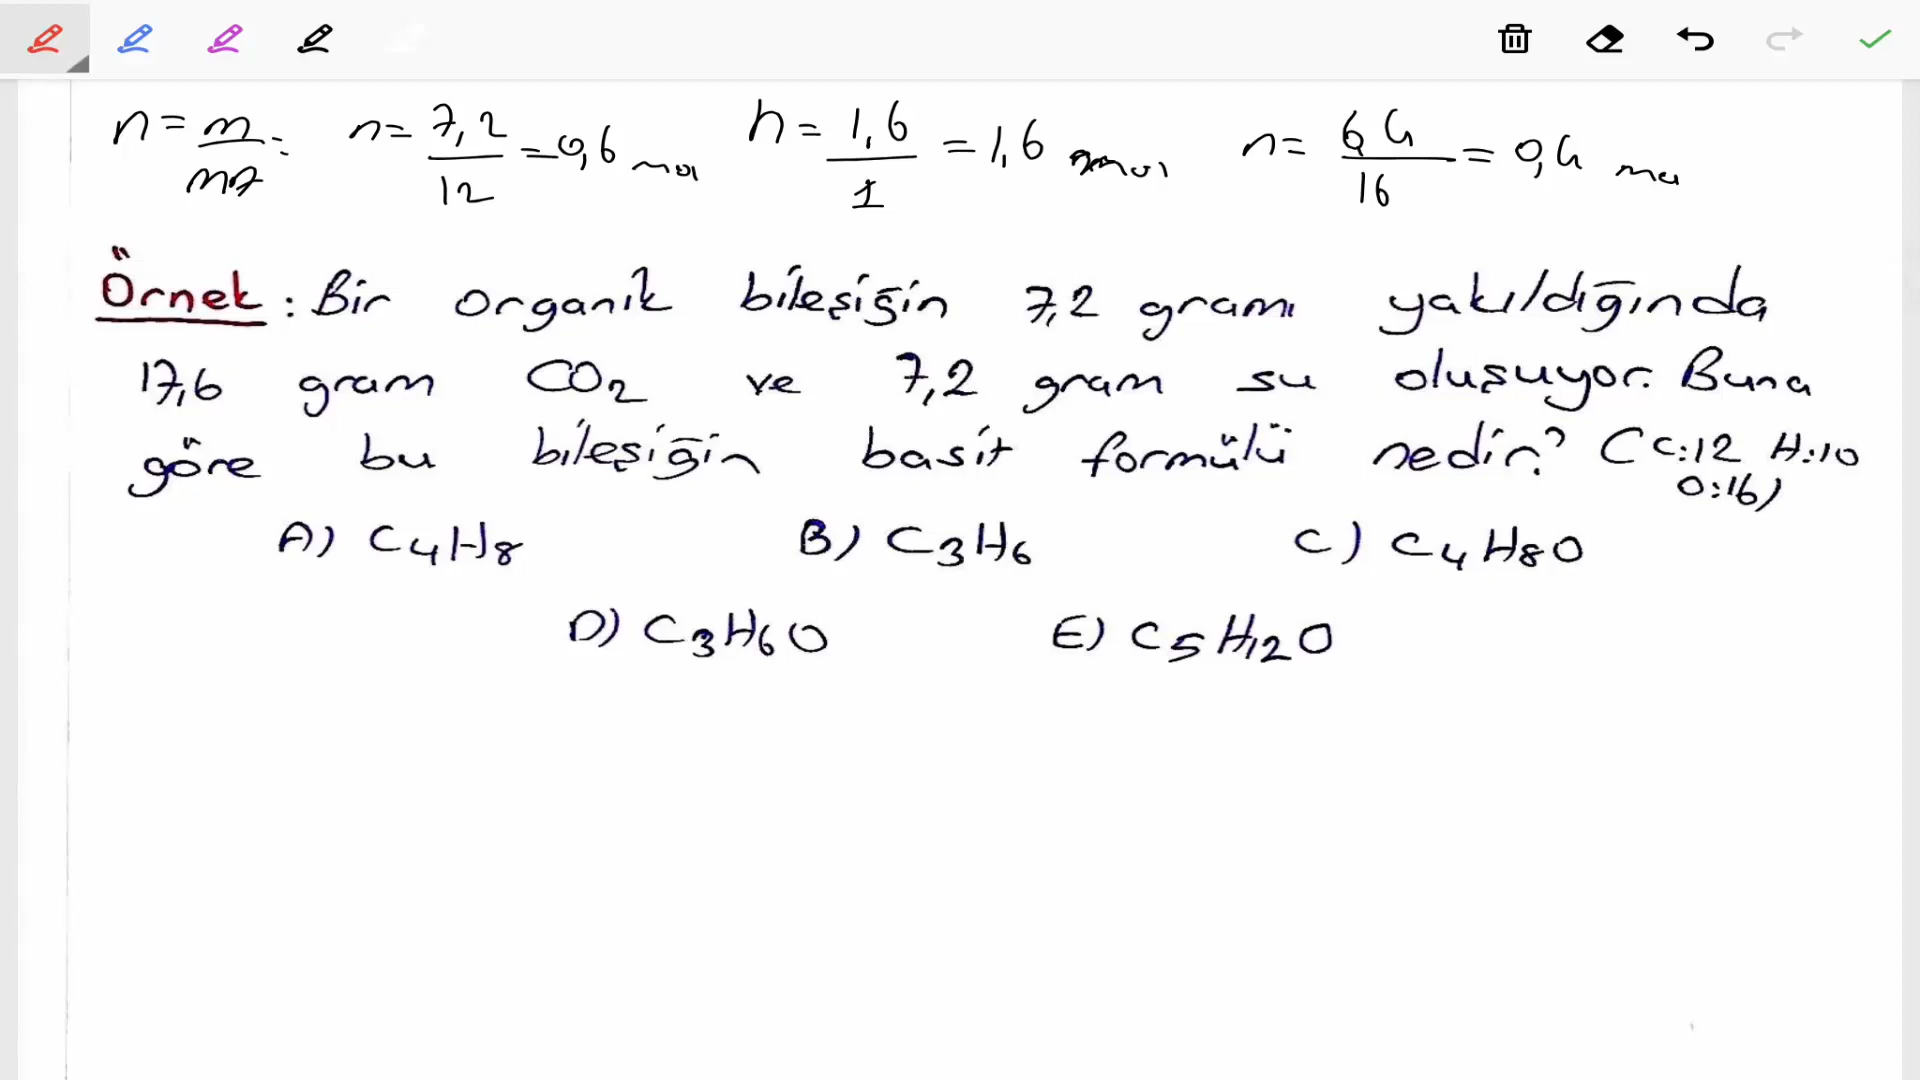 n = m/mA = n = 7,2/12 = 0,6 mol n = 1,6/1 = 1,6 mol n = 6,4/16 = 0,4 mol
Örnek : Bir organik bileşiğin 7,2 gramı yakıldığında
17,6 gram CO₂ ve 7,2 gram su oluşuyor. Buna
göre bu bileşiğin basit formülü nedir? (C:12 H:10
O:16)
A) C₄H₈ B) C₃H₆ C) C₄H₈O
D) C₃H₆O E) C₅H₁₂O